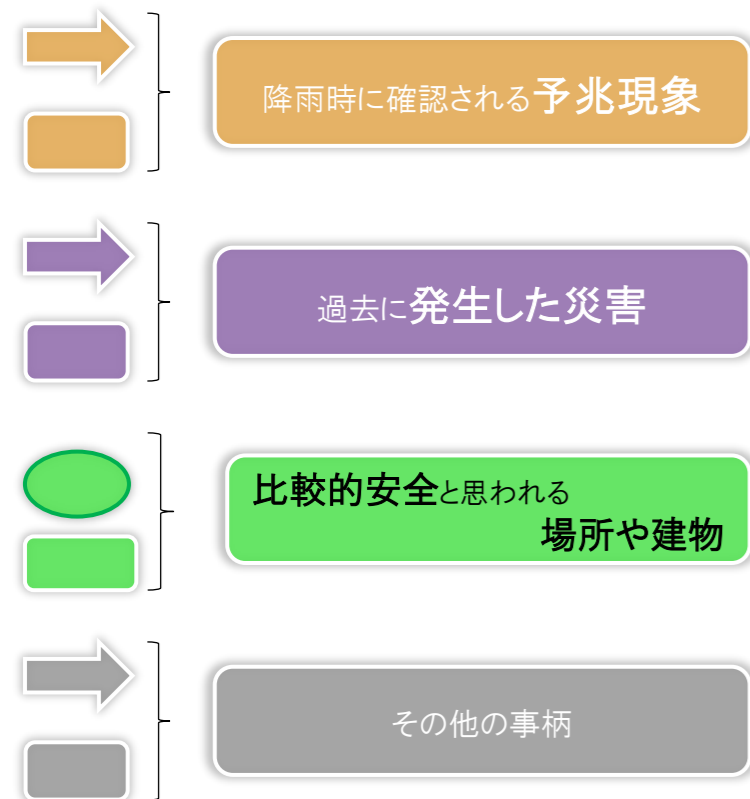 降雨時に確認される予兆現象
過去に発生した災害
比較的安全と思われる
場所や建物
その他の事柄